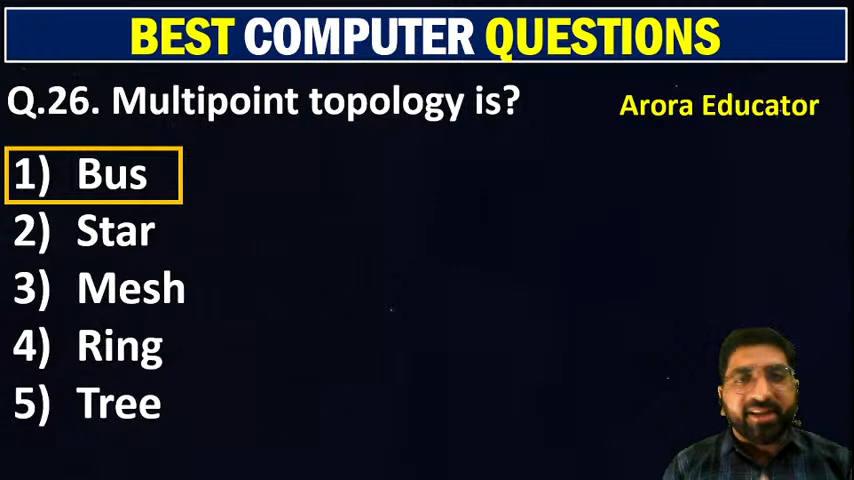 BEST COMPUTER QUESTIONS
Q.26. Multipoint topology is?
Arora Educator
1) Bus
2) Star
3) Mesh
4) Ring
5) Tree